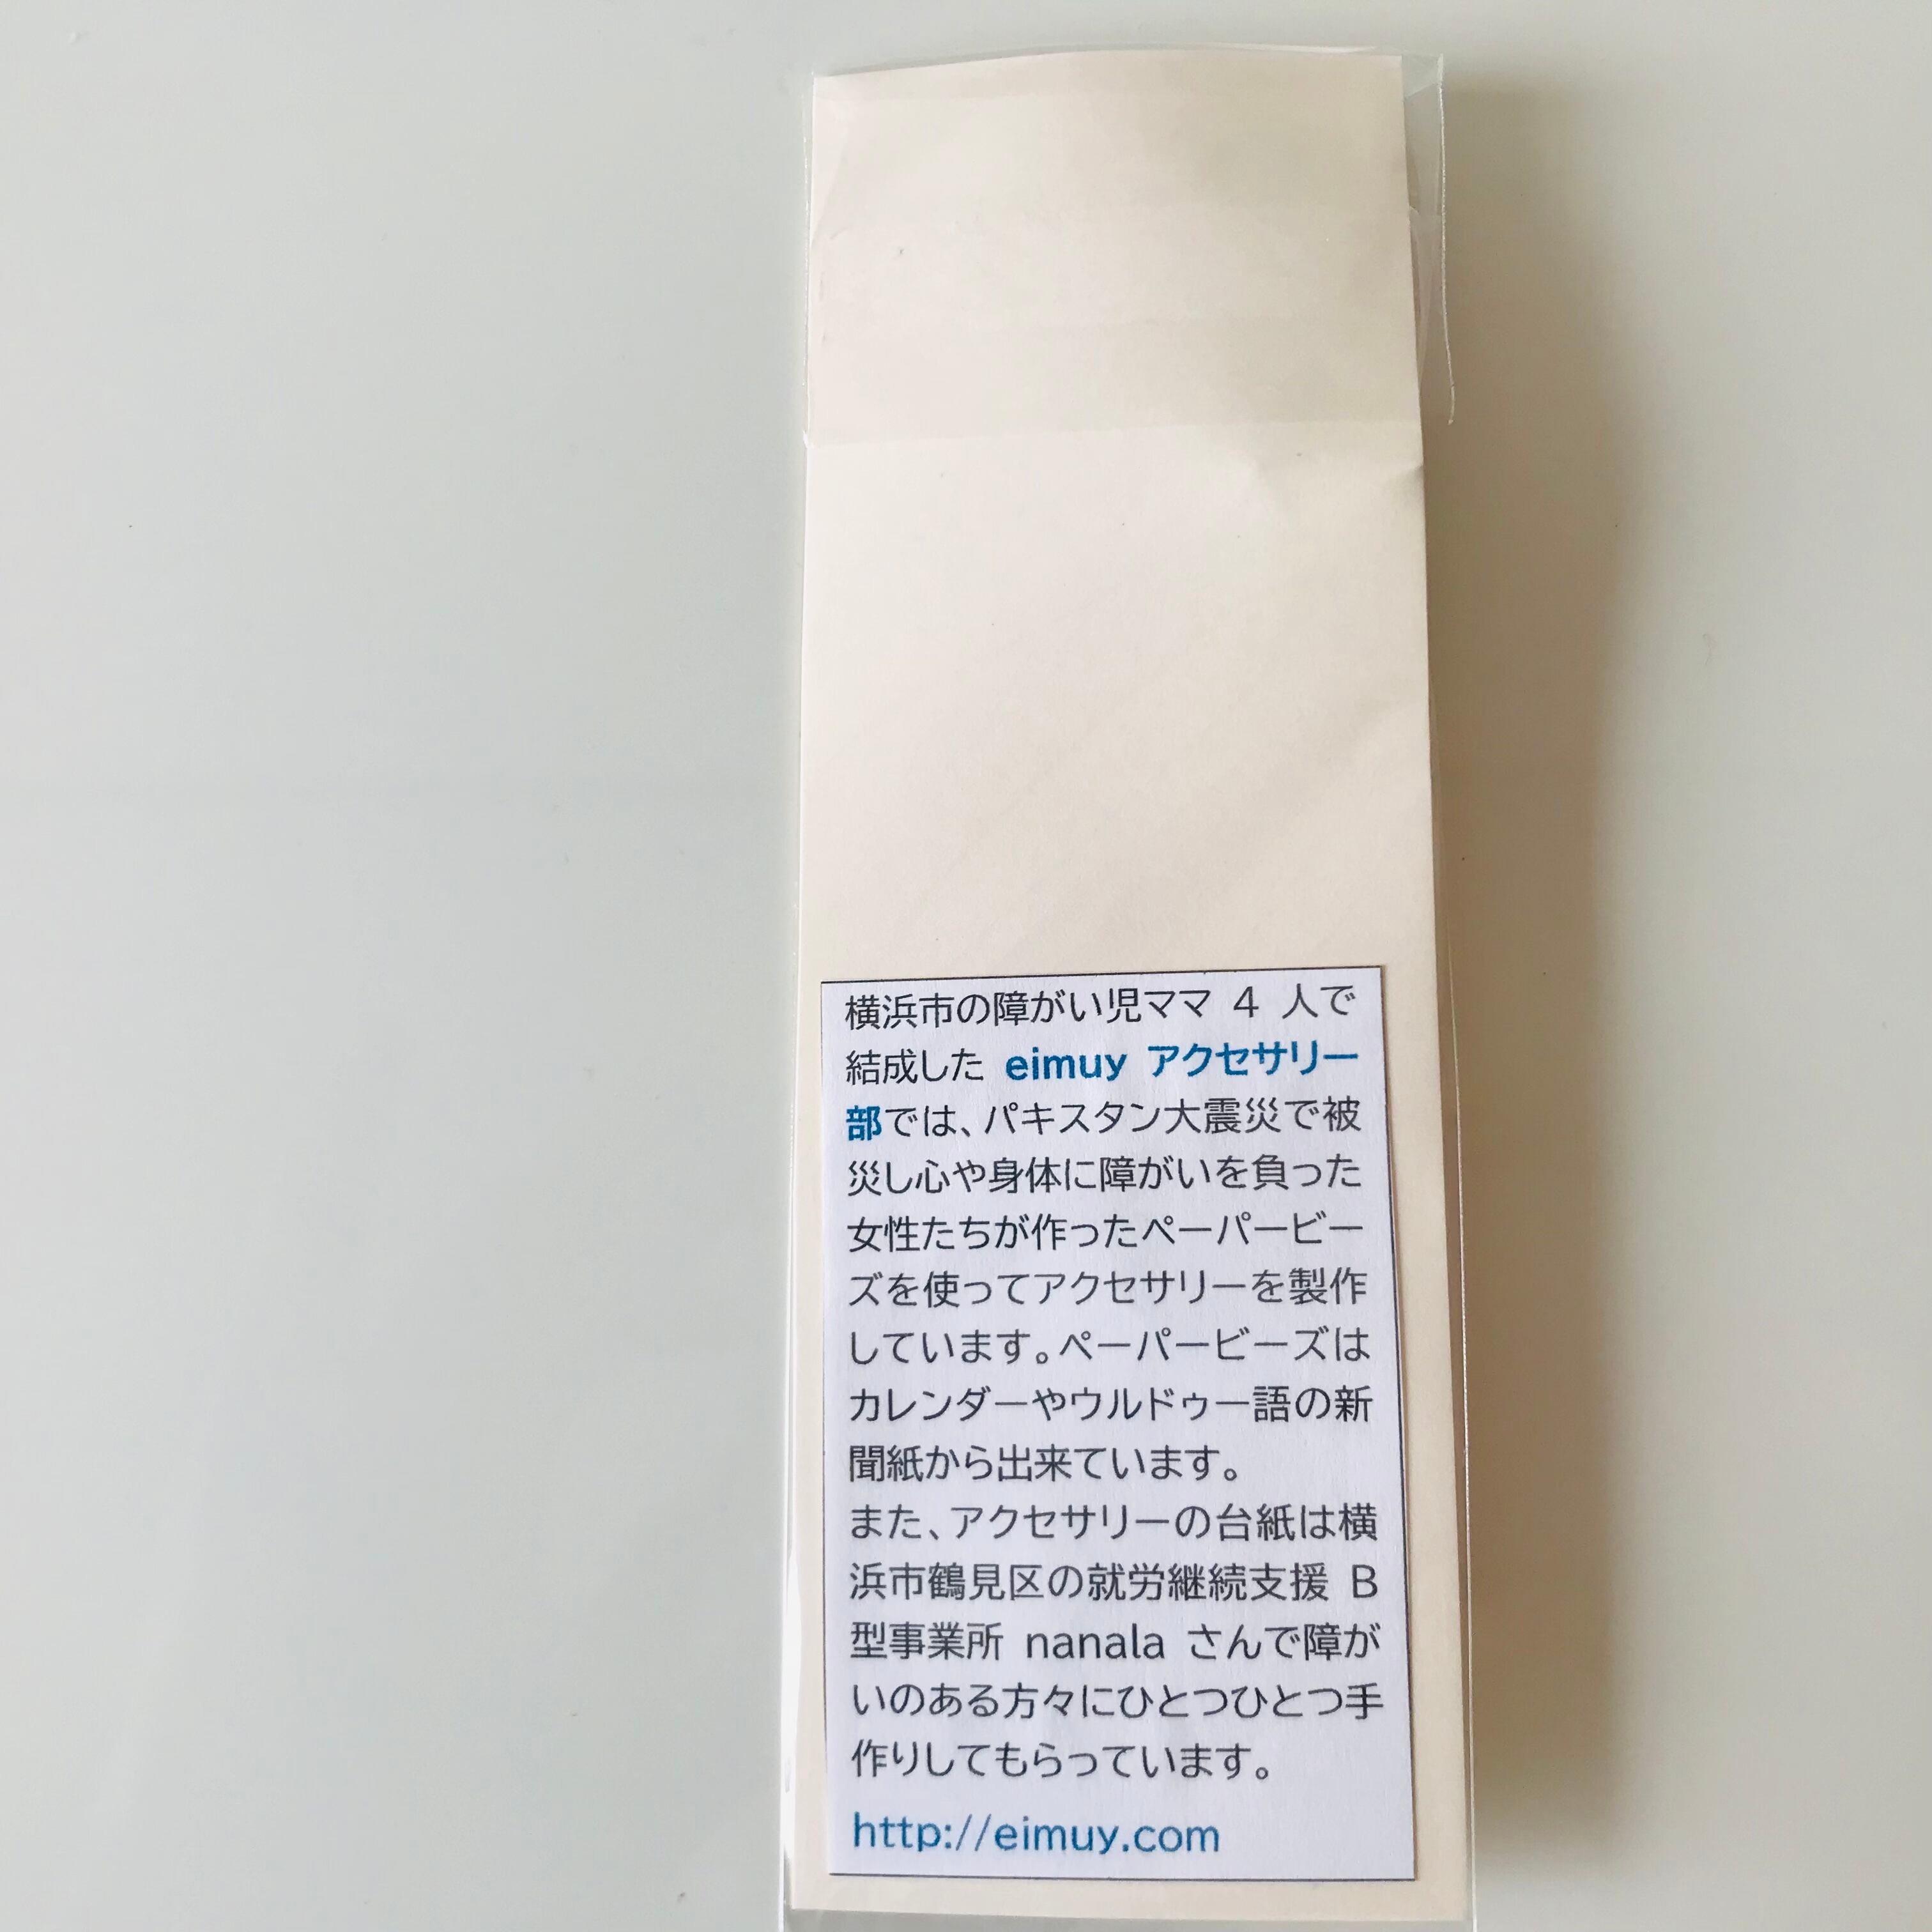 横浜市の障がい児ママ 4 人で
結成した eimuy アクセサリー
部では、パキスタン大震災で被
災し心や身体に障がいを負った
女性たちが作ったペーパービー
ズを使ってアクセサリーを製作
しています。ペーパービーズは
カレンダーやウルドゥー語の新
聞紙から出来ています。
また、アクセサリーの台紙は横
浜市鶴見区の就労継続支援 B
型事業所 nanala さんで障が
いのある方々にひとつひとつ手
作りしてもらっています。
http://eimuy.com